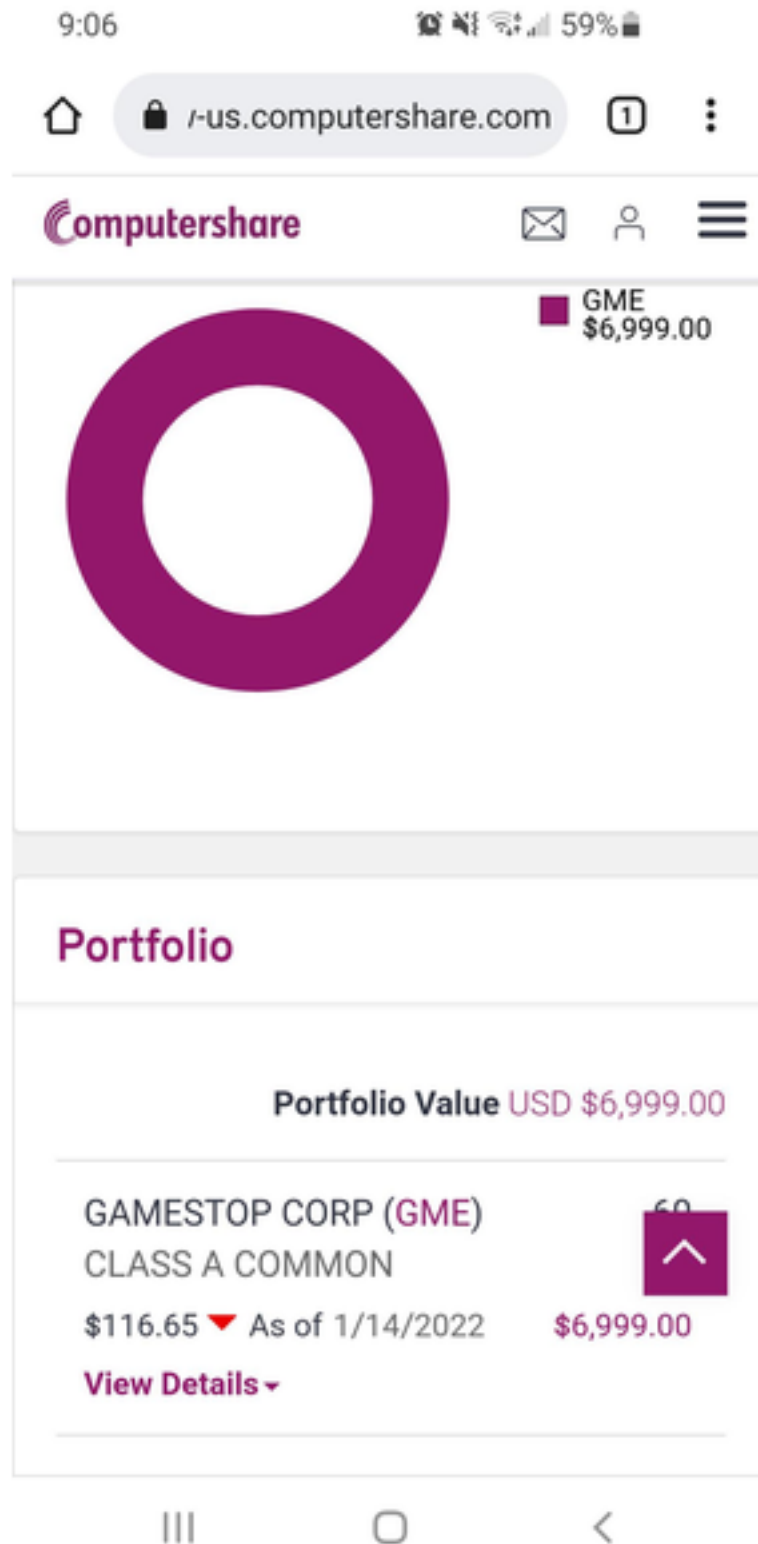 9:06
59%
/-us.computershare.com
1
Computershare
GME
$6,999.00
Portfolio
Portfolio Value USD $6,999.00
GAMESTOP CORP (GME)
CLASS A COMMON
$116.65 As of 1/14/2022 $6,999.00
View Details